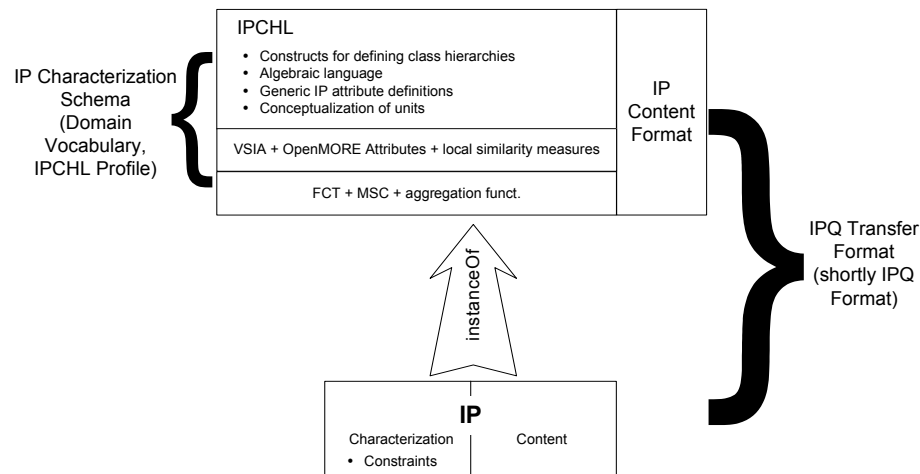 IP Characterization
Schema
(Domain
Vocabulary,
IPCHL Profile)
IPCHL
• Constructs for defining class hierarchies
• Algebraic language
• Generic IP attribute definitions
• Conceptualization of units
VSIA + OpenMORE Attributes + local similarity measures
FCT + MSC + aggregation funct.
IP
Content
Format
IPQ Transfer
Format
(shortly IPQ
Format)
instanceOf
IP
Characterization
• Constraints
Content